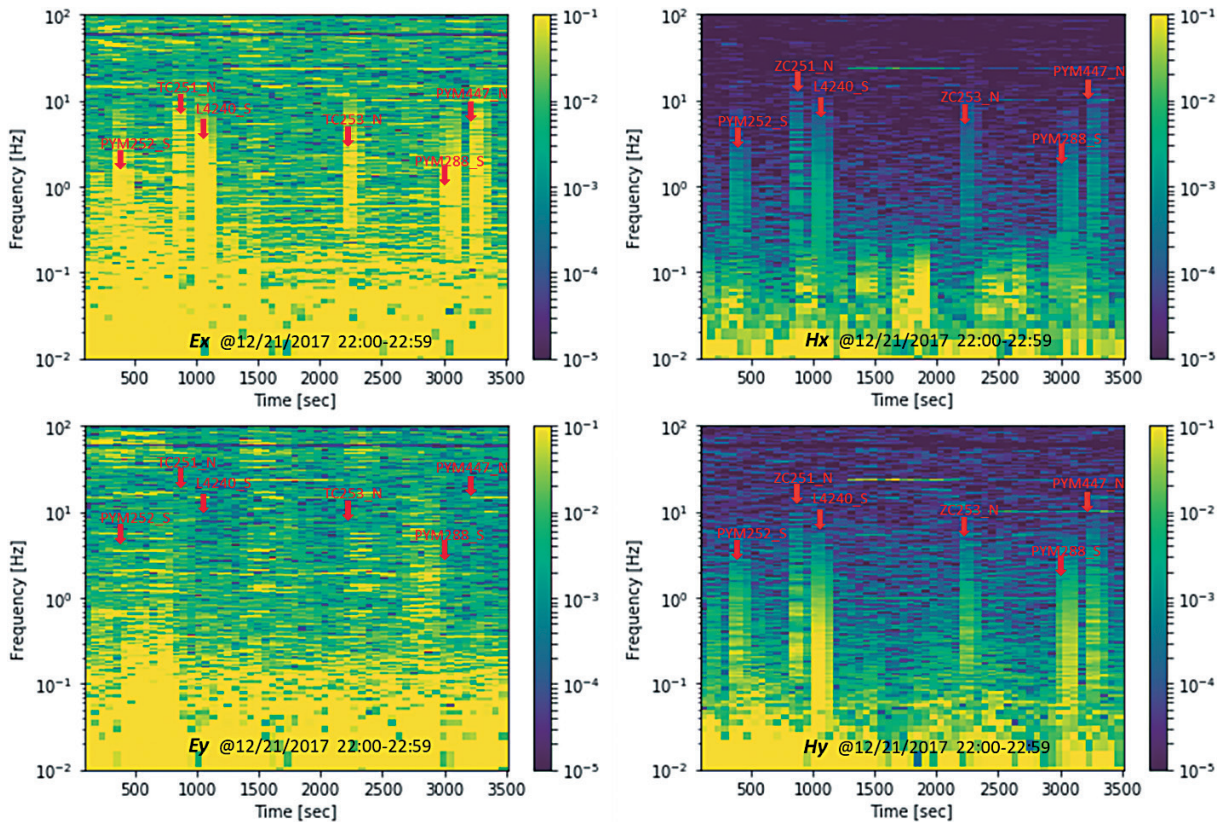 10²
10¹
10⁰
10⁻¹
10⁻²
Frequency [Hz]
TC251_N
L4240_S
PYM252_S
TC253_N
PYM447_N
PYM288_S
Ex @12/21/2017 22:00-22:59
500 1000 1500 2000 2500 3000 3500
Time [sec]
10⁻¹
10⁻²
10⁻³
10⁻⁴
10⁻⁵
10²
10¹
10⁰
10⁻¹
10⁻²
Frequency [Hz]
ZC251_N
L4240_S
PYM252_S
ZC253_N
PYM447_N
PYM288_S
Hx @12/21/2017 22:00-22:59
500 1000 1500 2000 2500 3000 3500
Time [sec]
10⁻¹
10⁻²
10⁻³
10⁻⁴
10⁻⁵
10²
10¹
10⁰
10⁻¹
10⁻²
Frequency [Hz]
TC251_N
L4240_S
PYM252_S
TC253_N
PYM447_N
PYM288_S
Ey @12/21/2017 22:00-22:59
500 1000 1500 2000 2500 3000 3500
Time [sec]
10⁻¹
10⁻²
10⁻³
10⁻⁴
10⁻⁵
10²
10¹
10⁰
10⁻¹
10⁻²
Frequency [Hz]
ZC251_N
L4240_S
PYM252_S
ZC253_N
PYM447_N
PYM288_S
Hy @12/21/2017 22:00-22:59
500 1000 1500 2000 2500 3000 3500
Time [sec]
10⁻¹
10⁻²
10⁻³
10⁻⁴
10⁻⁵